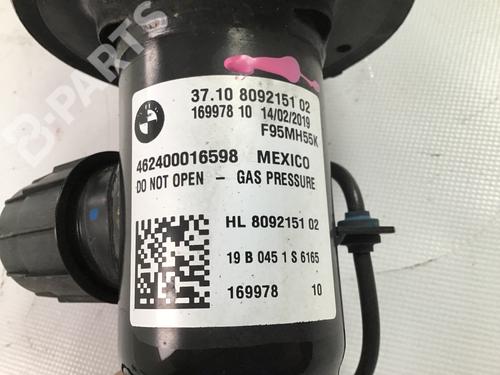 B-PARTS
BMW
37.10 8092151 02
169978 10 14/02/2019
F95MH55K
462400016598 MEXICO
DO NOT OPEN - GAS PRESSURE
HL 8092151 02
19 B 045 1 S 6165
169978 10